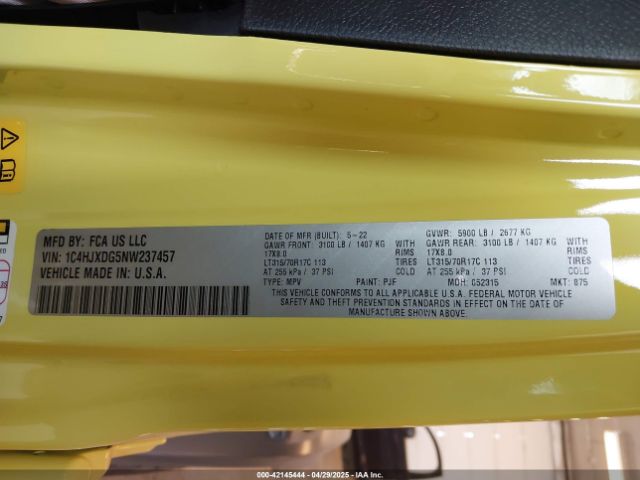 MFD BY: FCA US LLC
VIN: 1C4HJXDG5NW237457
VEHICLE MADE IN U.S.A.
DATE OF MFR (BUILT): 5-22 GVWR: 5900 LB / 2677 KG
GAWR FRONT: 3100 LB / 1407 KG GAWR REAR: 3100 LB / 1407 KG
17X8.0 RIMS 17X8.0 RIMS
LT315/70R17C 113 TIRES LT315/70R17C 113 TIRES
AT 255 kPa / 37 PSI COLD AT 255 kPa / 37 PSI COLD
TYPE: MPV PAINT: PJF MDH: 052315 MKT: 875
THIS VEHICLE CONFORMS TO ALL APPLICABLE U.S.A. FEDERAL MOTOR VEHICLE
SAFETY AND THEFT PREVENTION STANDARDS IN EFFECT ON THE DATE OF
MANUFACTURE SHOWN ABOVE.
000-42145444 - 04/29/2025 - IAA Inc.